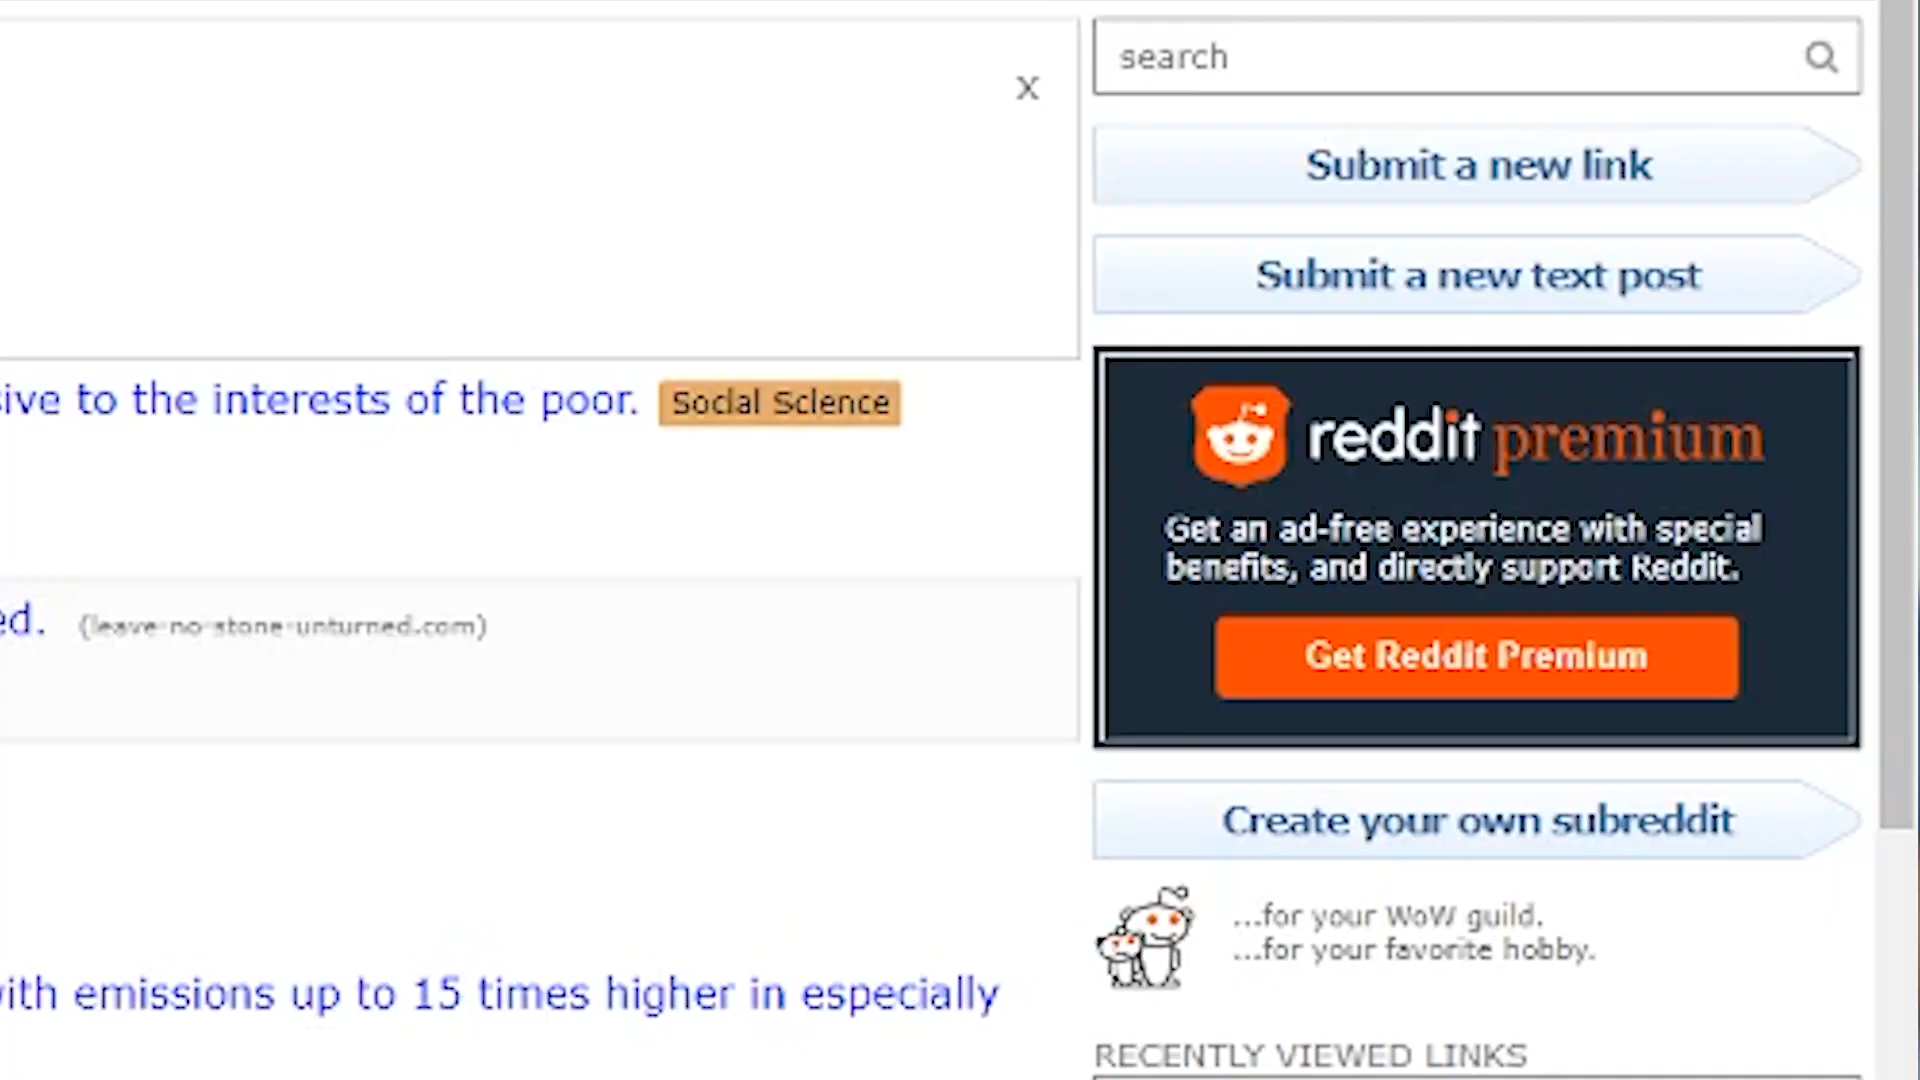 search
X
Submit a new link
Submit a new text post
ive to the interests of the poor. Social Science
reddit premium
Get an ad-free experience with special
benefits, and directly support Reddit.
ed. (leave-no-stone-unturned.com)
Get Reddit Premium
Create your own subreddit
...for your WoW guild.
...for your favorite hobby.
ith emissions up to 15 times higher in especially
RECENTLY VIEWED LINKS